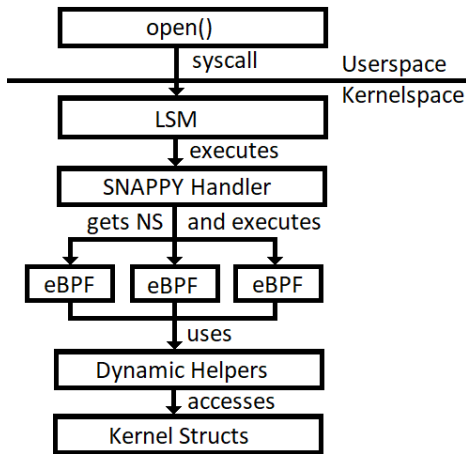 open()
syscall
Userspace
Kernelspace
LSM
executes
SNAPPY Handler
gets NS and executes
eBPF eBPF eBPF
uses
Dynamic Helpers
accesses
Kernel Structs